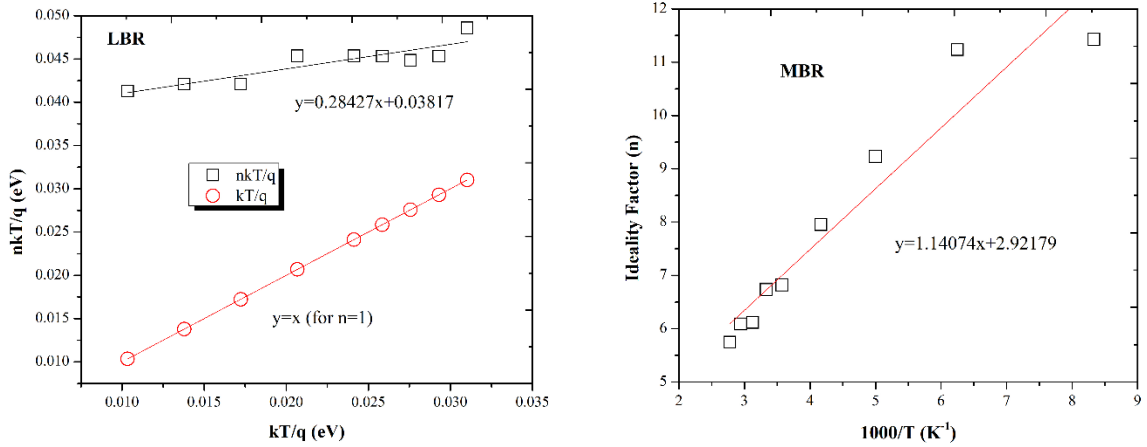 LBR
y=0.28427x+0.03817
nkT/q
kT/q
y=x (for n=1)
nkT/q (eV)
0.050
0.045
0.040
0.035
0.030
0.025
0.020
0.015
0.010
0.010
0.015
0.020
0.025
0.030
0.035
kT/q (eV)
MBR
y=1.14074x+2.92179
Ideality Factor (n)
12
11
10
9
8
7
6
5
2
3
4
5
6
7
8
9
1000/T (K⁻¹)